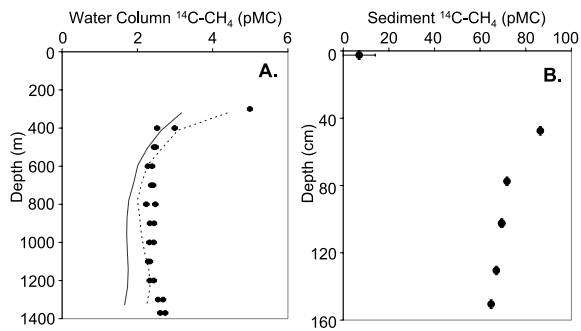 Water Column ¹⁴C-CH₄ (pMC)
0 2 4 6
0
200
400
600
800
1000
1200
1400
Depth (m)
A.
Sediment ¹⁴C-CH₄ (pMC)
0 20 40 60 80 100
0
40
80
120
160
Depth (cm)
B.